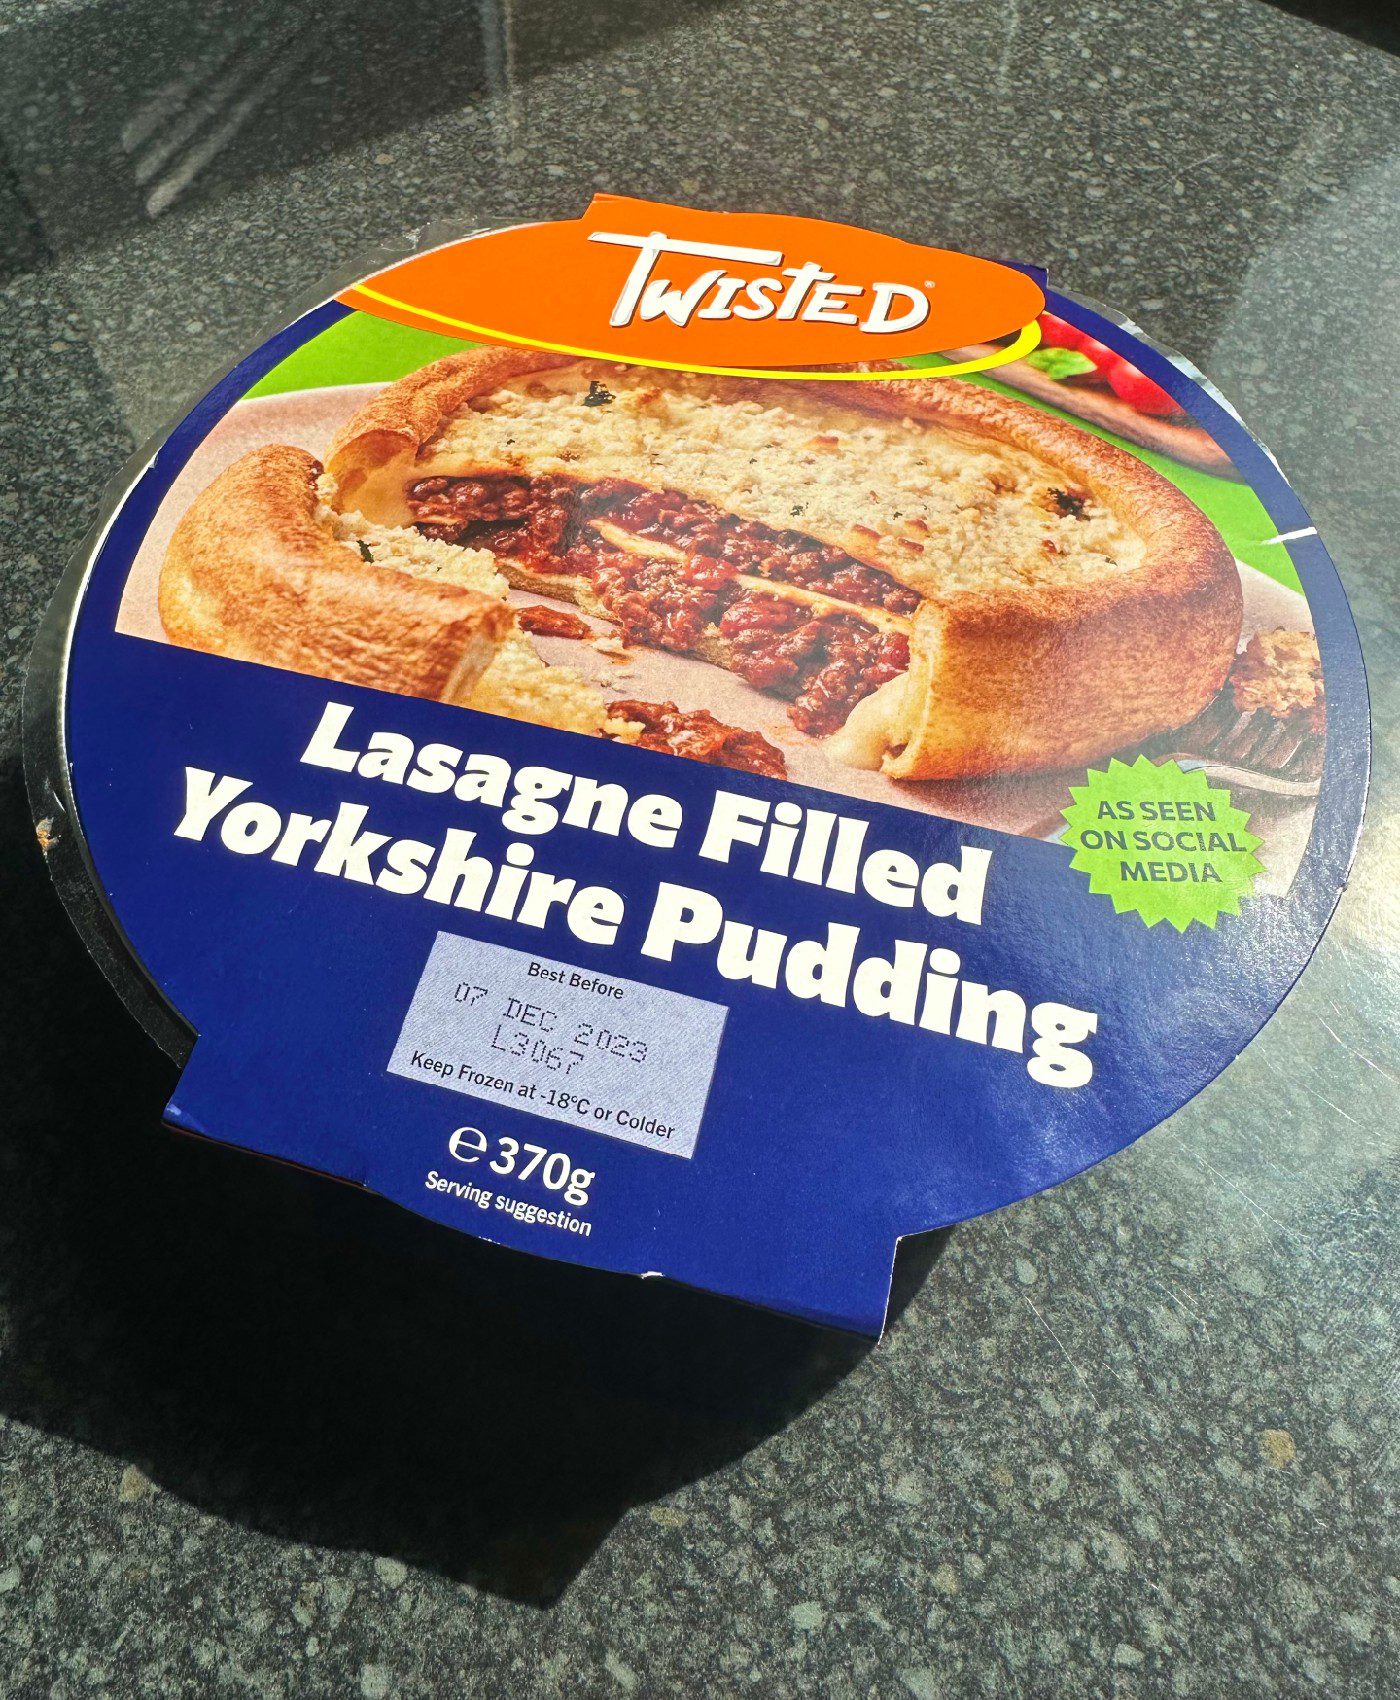 TWISTED®
Lasagne Filled
Yorkshire Pudding
AS SEEN
ON SOCIAL
MEDIA
Best Before
07 DEC 2023
L3067
Keep Frozen at -18°C or Colder
℮ 370g
Serving suggestion